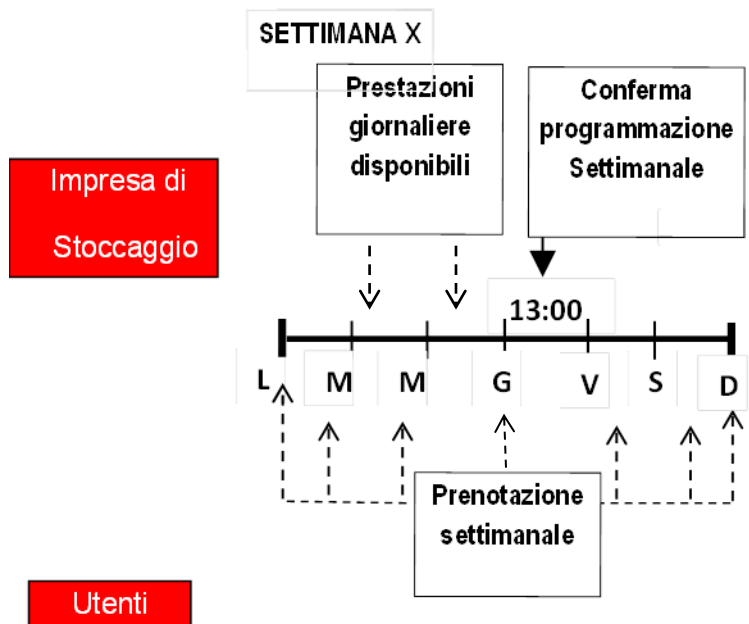 SETTIMANA X
Prestazioni
giornaliere
disponibili
Conferma
programmazione
Settimanale
Impresa di
Stoccaggio
13:00
L M M G V S D
Prenotazione
settimanale
Utenti